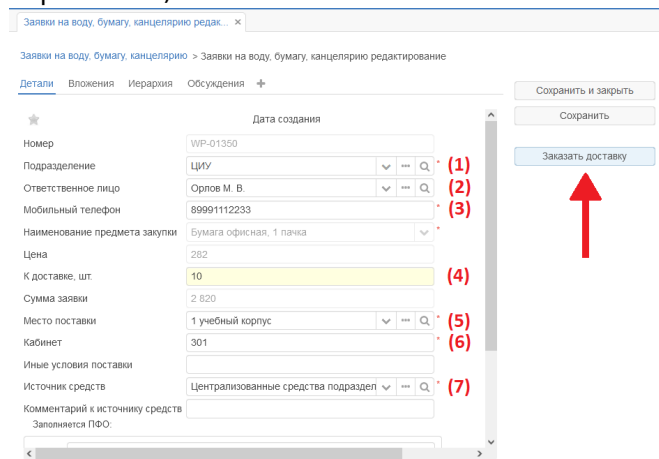 Заявки на воду, бумагу, канцелярию редак... ×
Заявки на воду, бумагу, канцелярию > Заявки на воду, бумагу, канцелярию редактирование
Детали Вложения Иерархия Обсуждения +
Сохранить и закрыть
Дата создания
Сохранить
Номер WP-01350
Заказать доставку
Подразделение ЦИУ * (1)
Ответственное лицо Орлов М. В. * (2)
Мобильный телефон 89991112233 * (3)
Наименование предмета закупки Бумага офисная, 1 пачка *
Цена 282
К доставке, шт. 10 (4)
Сумма заявки 2 820
Место поставки 1 учебный корпус * (5)
Кабинет 301 * (6)
Иные условия поставки
Источник средств Централизованные средства подраздел * (7)
Комментарий к источнику средств
Заполняется ПФО: